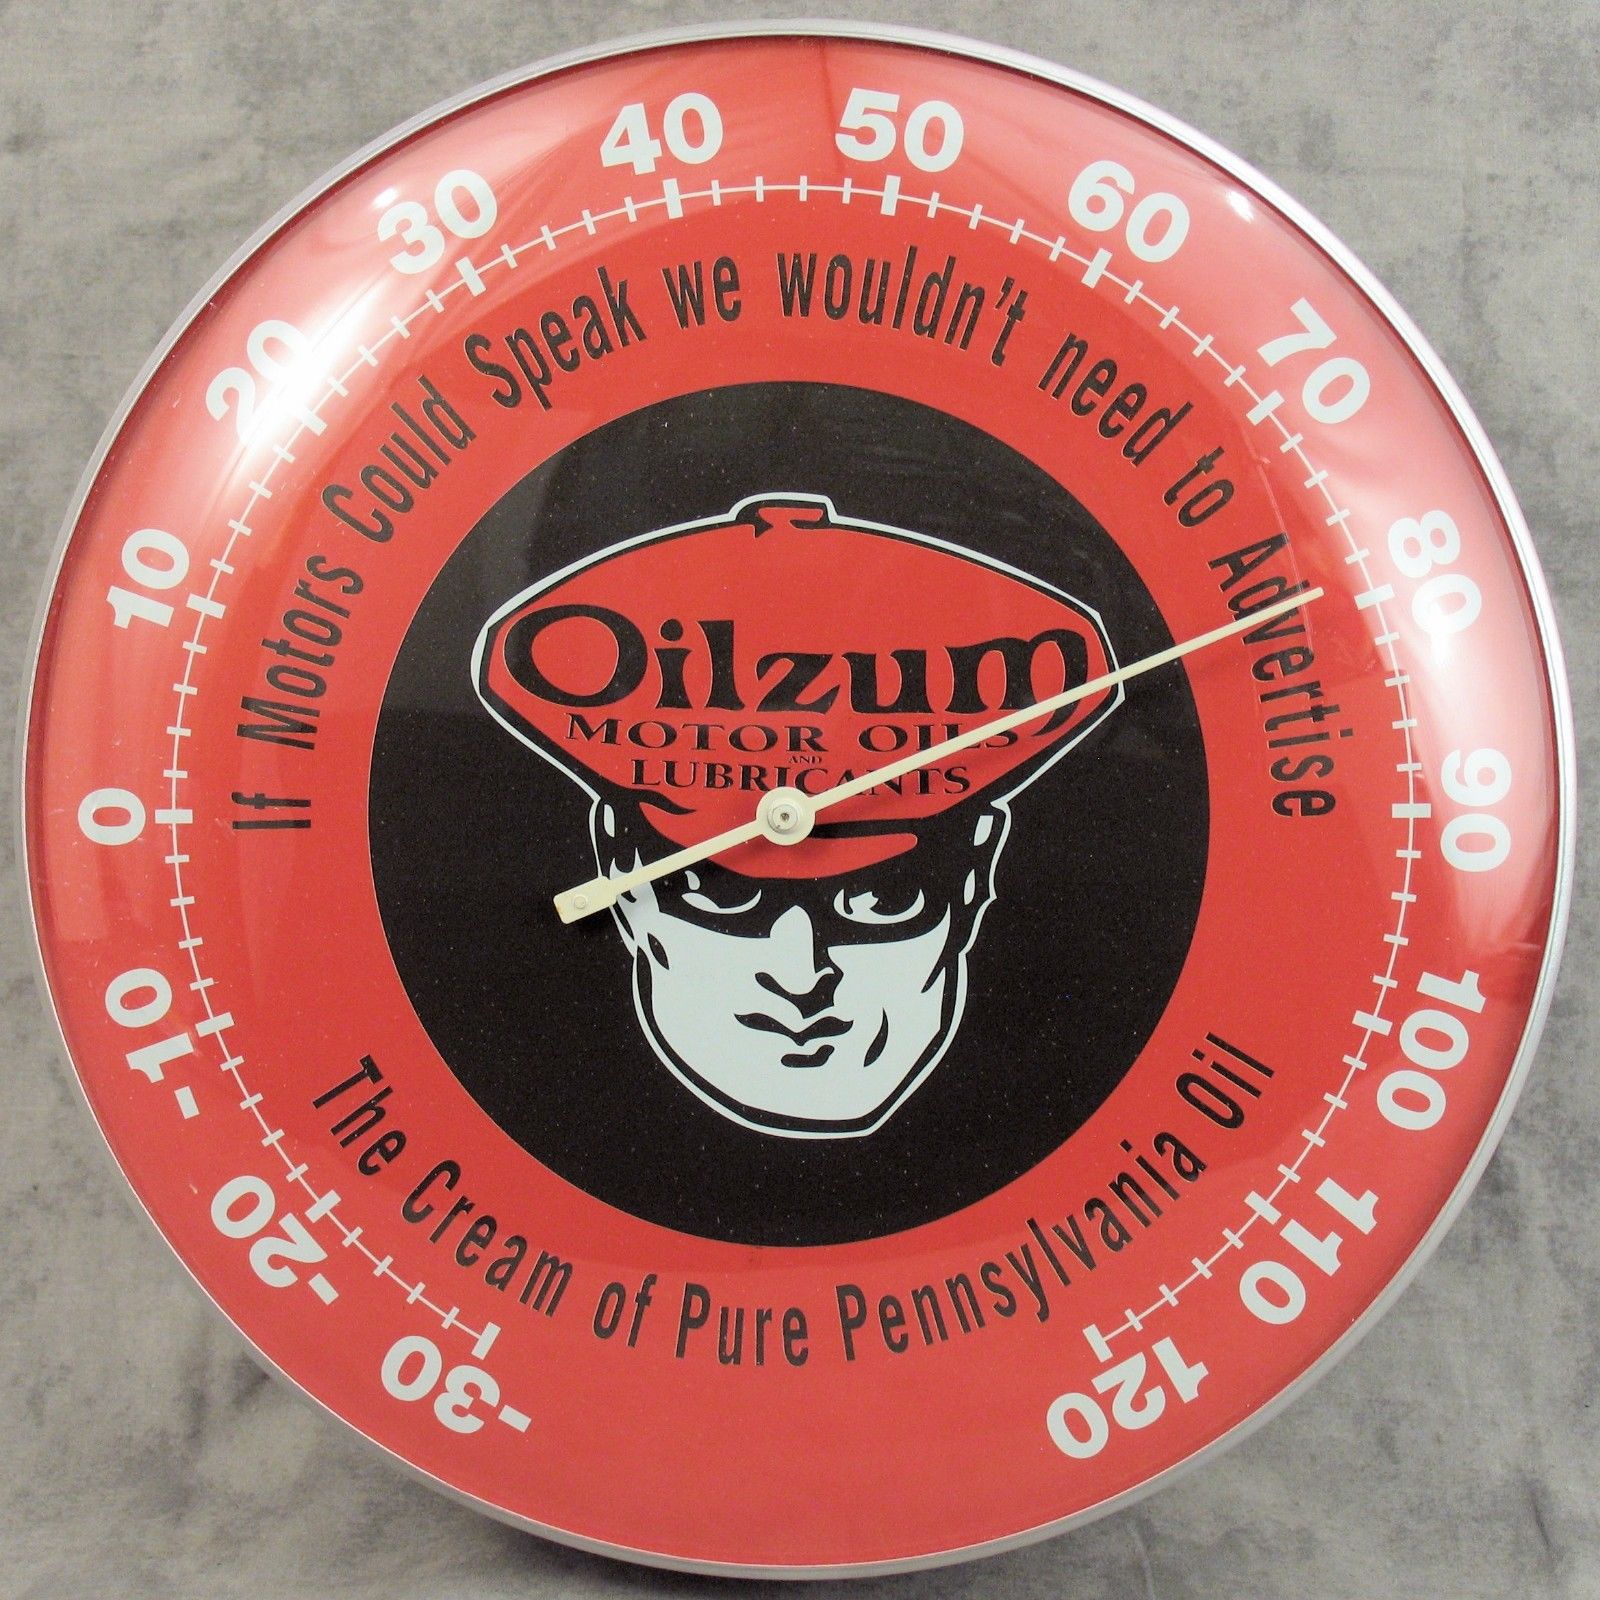 -30
-20
-10
0
10
20
30
40
50
60
70
80
90
100
110
120
If Motors Could Speak we wouldn't need to Advertise
Oilzum
MOTOR OILS
AND
LUBRICANTS
The Cream of Pure Pennsylvania Oil